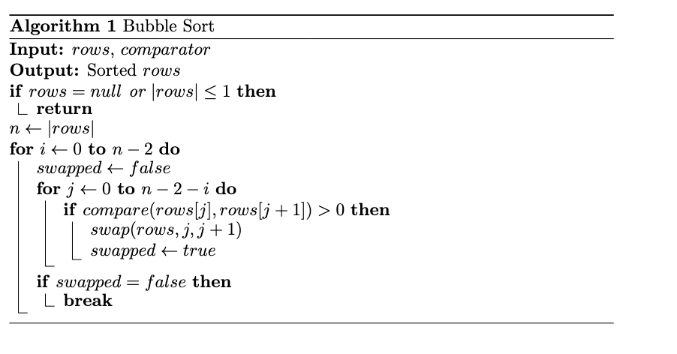 Algorithm 1 Bubble Sort
Input: rows, comparator
Output: Sorted rows
if rows = null or |rows| ≤ 1 then
return
n ← |rows|
for i ← 0 to n − 2 do
swapped ← false
for j ← 0 to n − 2 − i do
if compare(rows[j], rows[j + 1]) > 0 then
swap(rows, j, j + 1)
swapped ← true
if swapped = false then
break